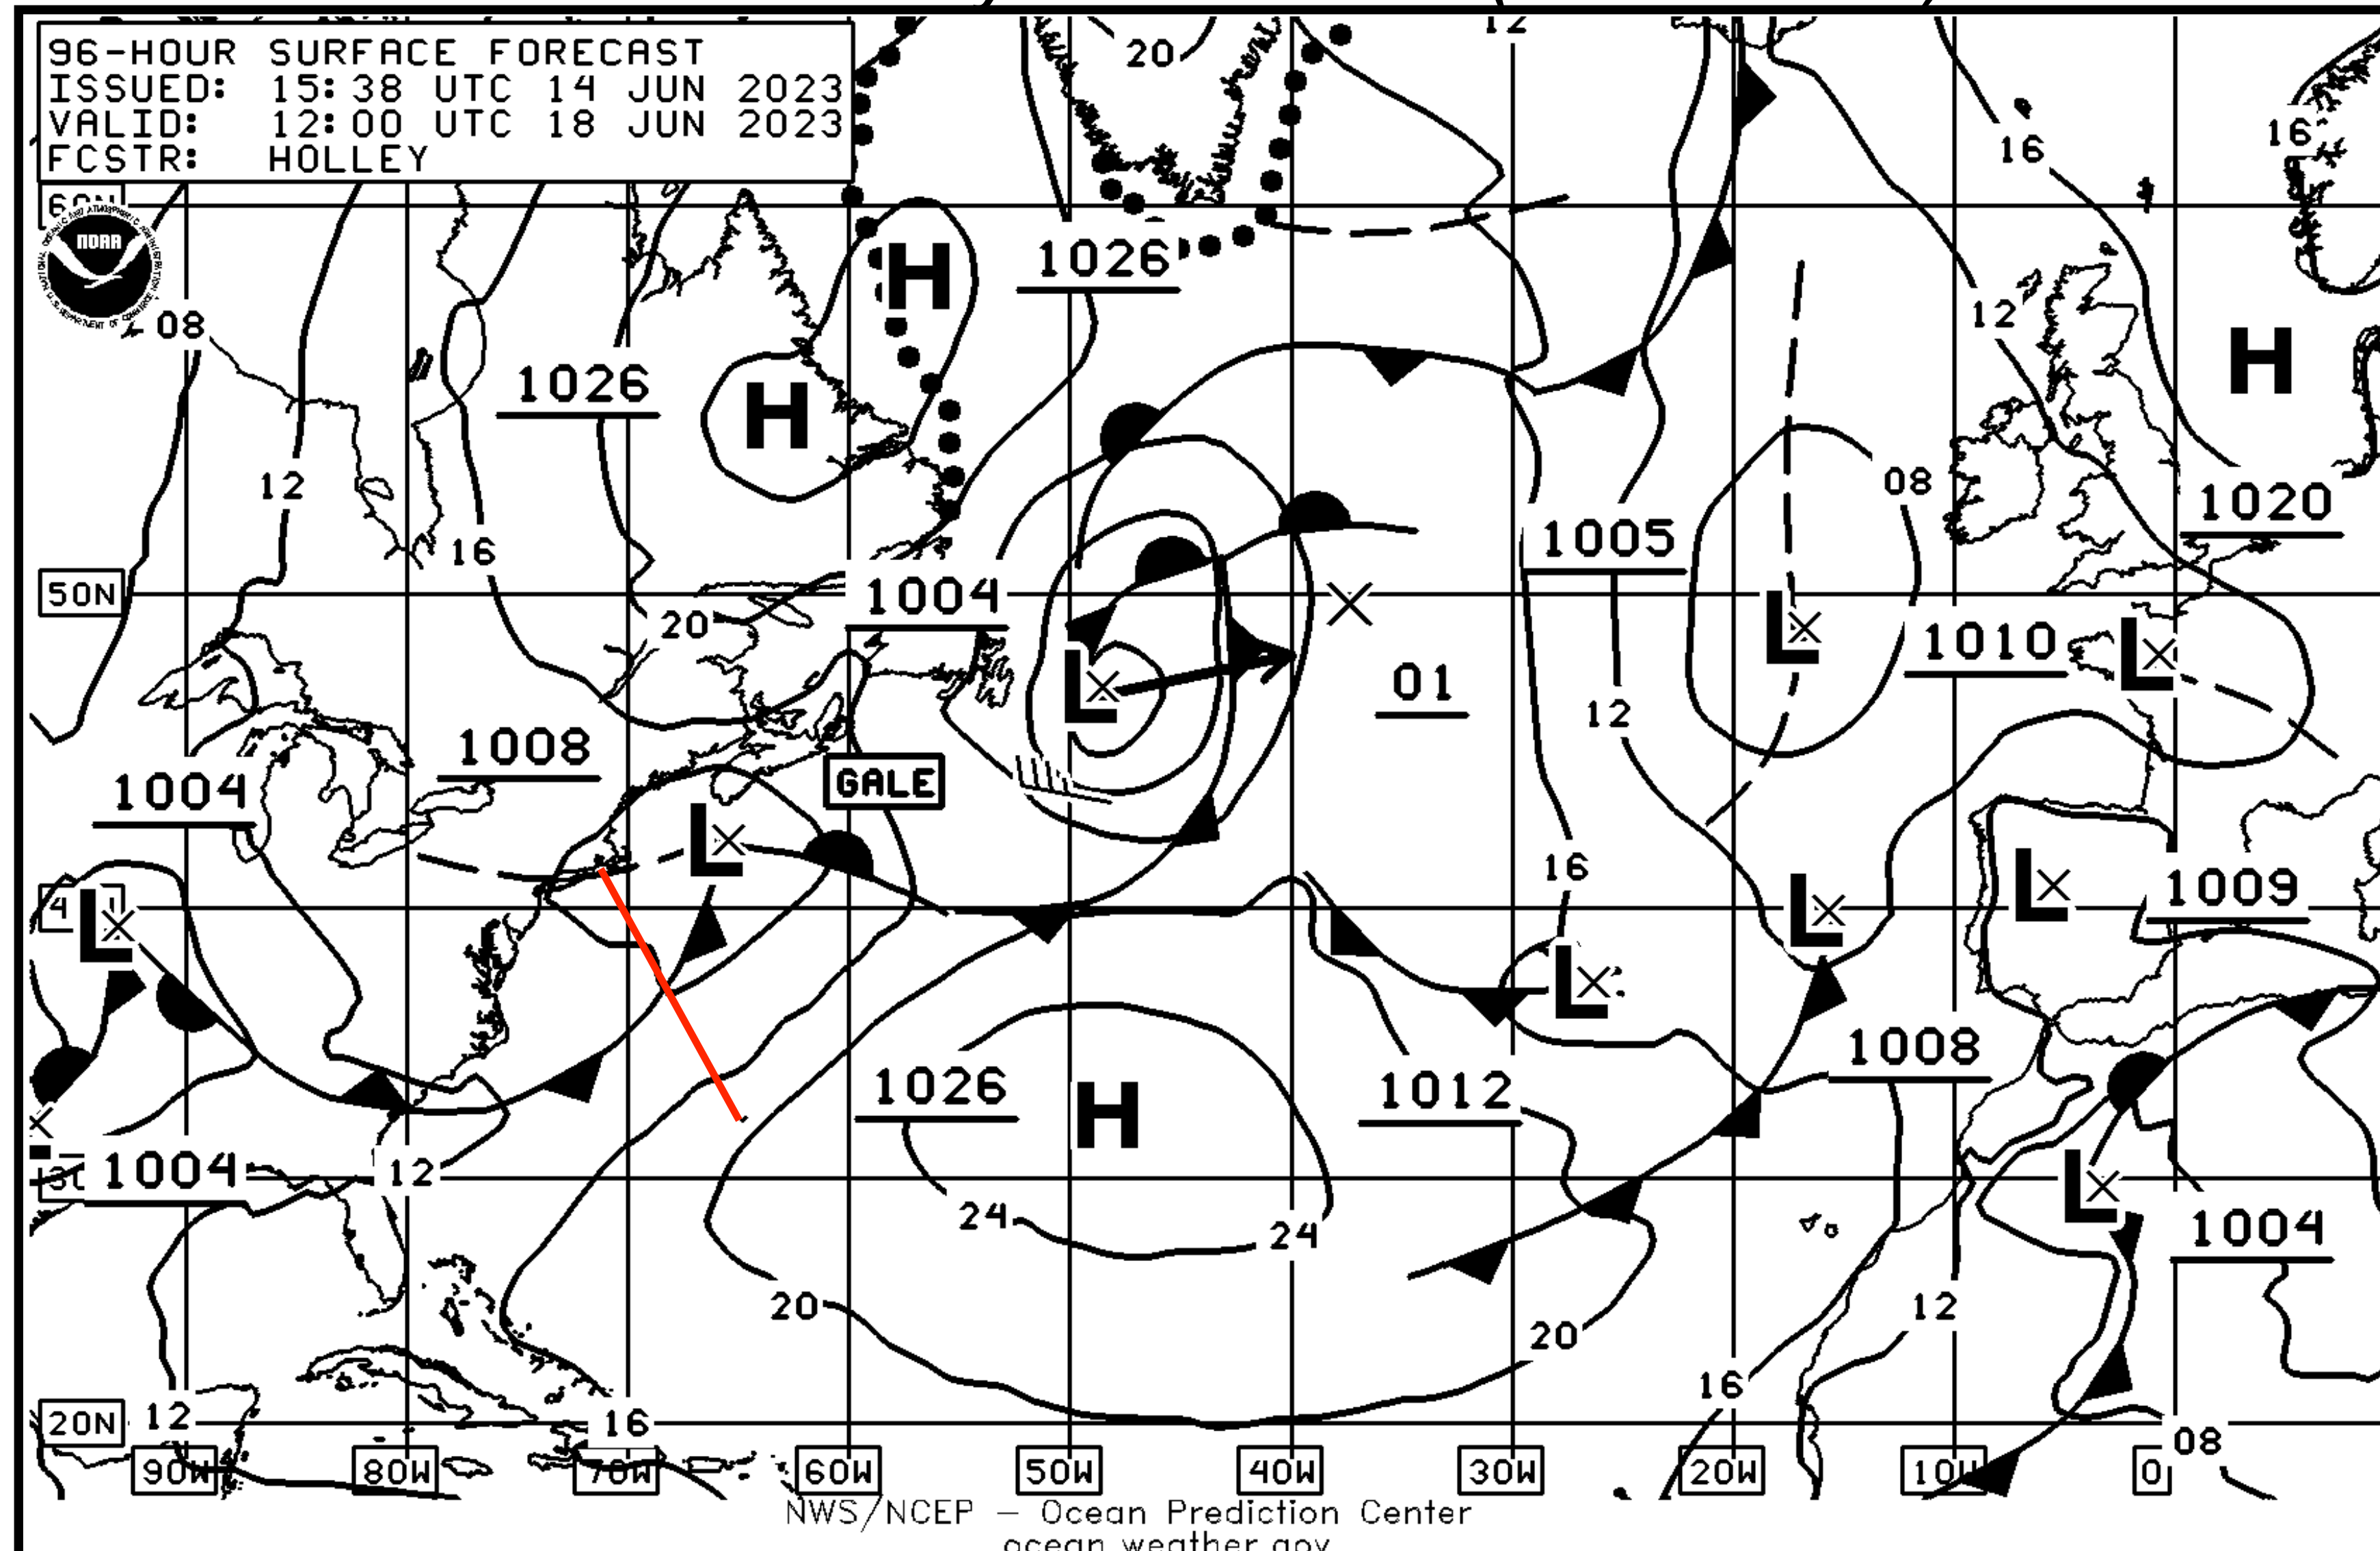 12
20
96-HOUR SURFACE FORECAST
ISSUED: 15:38 UTC 14 JUN 2023
VALID: 12:00 UTC 18 JUN 2023
FCSTR: HOLLEY
16
16
60N
NOAA
1026
H
08
12
H
1026
H
12
08
16
1020
1005
50N
1004
20
L
1010
L
L
01
12
1008
GALE
1004
L
16
L
1009
L
L
L
1008
1026
H
1012
1004
12
L
24
24
1004
20
12
20
16
20N
12
16
08
90W
80W
70W
60W
50W
40W
30W
20W
10W
0
NWS/NCEP – Ocean Prediction Center
ocean.weather.gov